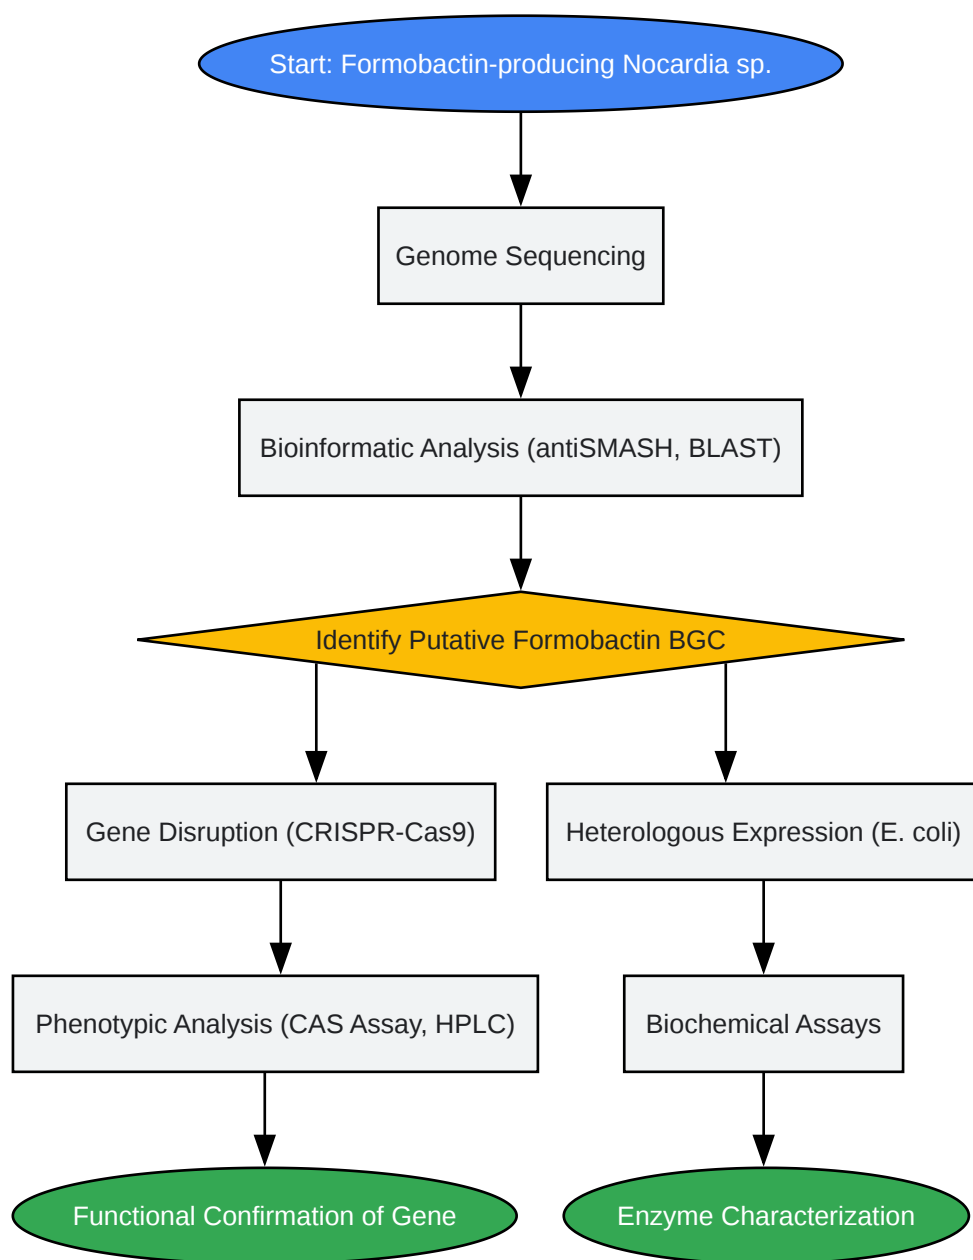 Start: Formobactin-producing Nocardia sp.
Genome Sequencing
Bioinformatic Analysis (antiSMASH, BLAST)
Identify Putative Formobactin BGC
Gene Disruption (CRISPR-Cas9)
Heterologous Expression (E. coli)
Phenotypic Analysis (CAS Assay, HPLC)
Biochemical Assays
Functional Confirmation of Gene
Enzyme Characterization